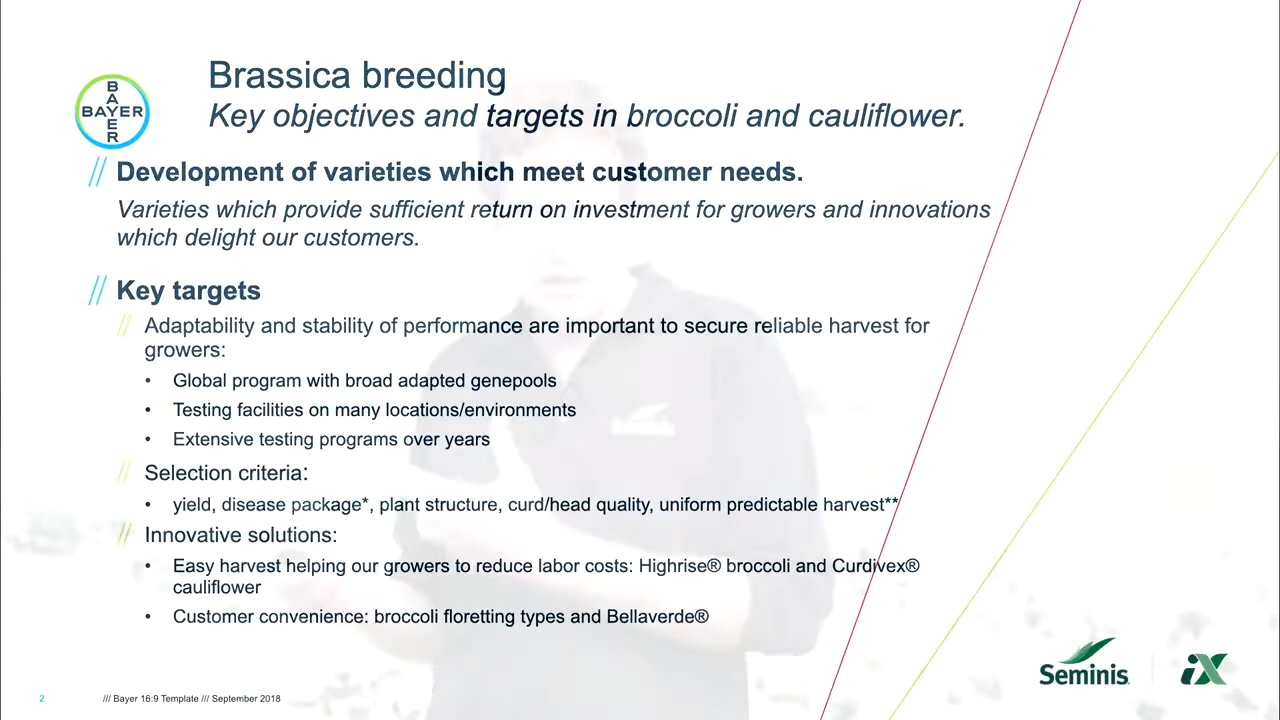 Brassica breeding
Key objectives and targets in broccoli and cauliflower.
BAYER
BAYER
// Development of varieties which meet customer needs.
Varieties which provide sufficient return on investment for growers and innovations
which delight our customers.
// Key targets
// Adaptability and stability of performance are important to secure reliable harvest for
growers:
• Global program with broad adapted genepools
• Testing facilities on many locations/environments
• Extensive testing programs over years
// Selection criteria:
• yield, disease package*, plant structure, curd/head quality, uniform predictable harvest**
// Innovative solutions:
• Easy harvest helping our growers to reduce labor costs: Highrise® broccoli and Curdivex®
cauliflower
• Customer convenience: broccoli floretting types and Bellaverde®
Seminis
Seminis
iX
2
/// Bayer 16:9 Template /// September 2018